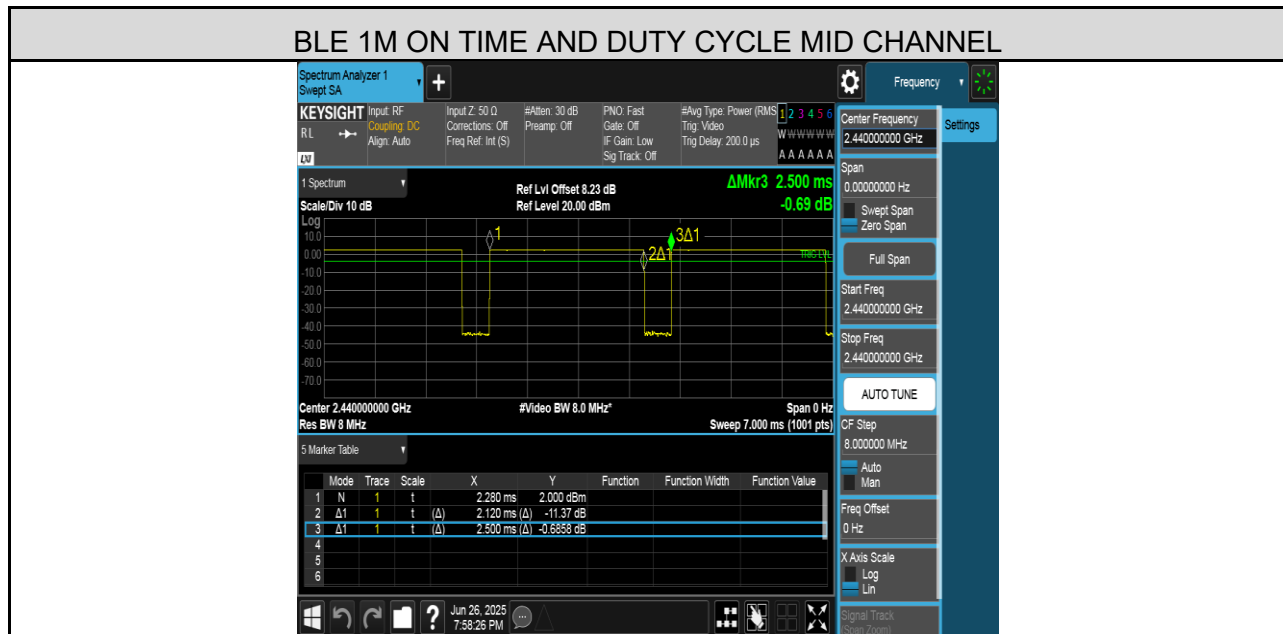 BLE 1M ON TIME AND DUTY CYCLE MID CHANNEL
Spectrum Analyzer 1
Swept SA
+
Frequency
KEYSIGHT
RL
LXI
Input: RF
Coupling: DC
Align: Auto
Input Z: 50 Ω
Corrections: Off
Freq Ref: Int (S)
#Atten: 30 dB
Preamp: Off
PNO: Fast
Gate: Off
IF Gain: Low
Sig Track: Off
#Avg Type: Power (RMS
Trig: Video
Trig Delay: 200.0 µs
1 2 3 4 5 6
W W W W W W
A A A A A A
1 Spectrum
Scale/Div 10 dB
Ref Lvl Offset 8.23 dB
Ref Level 20.00 dBm
ΔMkr3 2.500 ms
-0.69 dB
Log
10.0
0.00
-10.0
-20.0
-30.0
-40.0
-50.0
-60.0
-70.0
1
2Δ1
3Δ1
TRIG LVL
Center 2.440000000 GHz
#Video BW 8.0 MHz*
Span 0 Hz
Res BW 8 MHz
Sweep 7.000 ms (1001 pts)
5 Marker Table
Mode Trace Scale X Y Function Function Width Function Value
1 N 1 t 2.280 ms 2.000 dBm
2 Δ1 1 t (Δ) 2.120 ms (Δ) -11.37 dB
3 Δ1 1 t (Δ) 2.500 ms (Δ) -0.6858 dB
4
5
6
Jun 26, 2025
7:58:26 PM
?
Center Frequency
2.440000000 GHz
Settings
Span
0.00000000 Hz
Swept Span
Zero Span
Full Span
Start Freq
2.440000000 GHz
Stop Freq
2.440000000 GHz
AUTO TUNE
CF Step
8.000000 MHz
Auto
Man
Freq Offset
0 Hz
X Axis Scale
Log
Lin
Signal Track
(Span Zoom)